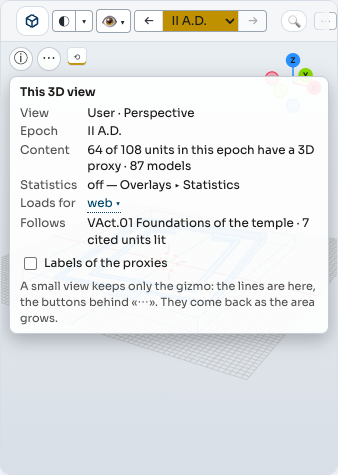 II A.D.
Z
Y
This 3D view
View User · Perspective
Epoch II A.D.
Content 64 of 108 units in this epoch have a 3D
proxy · 87 models
Statistics off — Overlays ▸ Statistics
Loads for web ▾
Follows VAct.01 Foundations of the temple · 7
cited units lit
Labels of the proxies
A small view keeps only the gizmo: the lines are here,
the buttons behind «⋯». They come back as the area
grows.